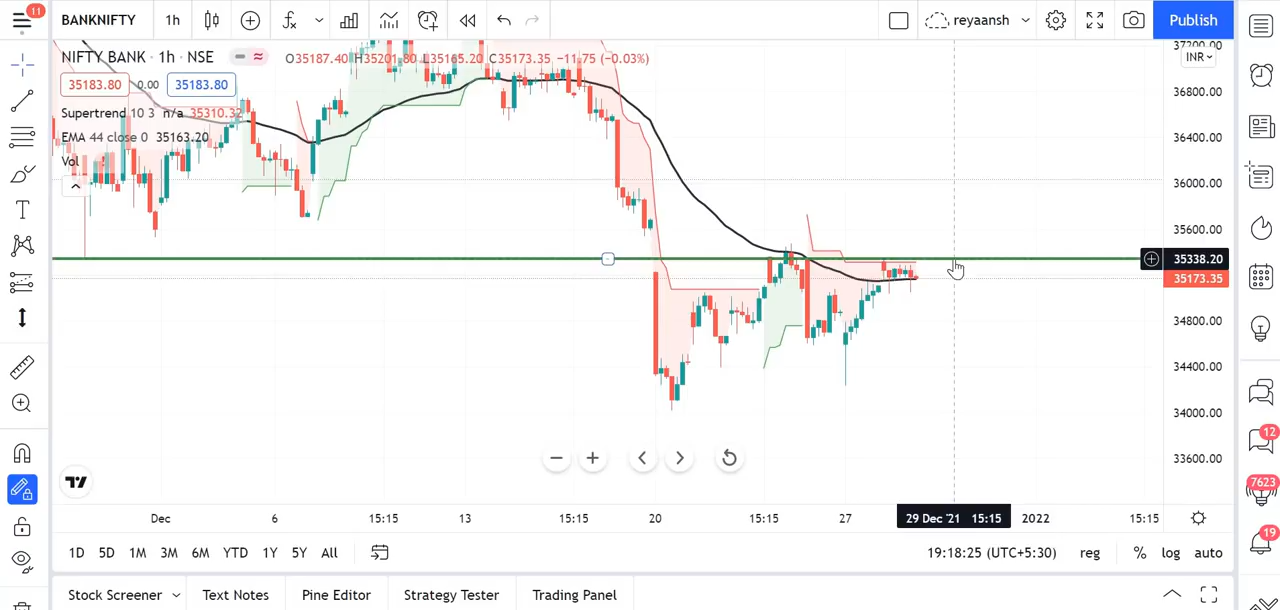 11
BANKNIFTY 1h reyaansh Publish
NIFTY BANK · 1h · NSE O35187.40 H35201.80 L35165.20 C35173.35 −11.75 (−0.03%)
37200.00
INR
35183.80 0.00 35183.80
36800.00
Supertrend 10 3 n/a 35310.32
EMA 44 close 0 35163.20
36400.00
Vol
36000.00
35600.00
35338.20
35173.35
34800.00
34400.00
34000.00
33600.00
12
7623
19
Dec 6 15:15 13 15:15 20 15:15 27 29 Dec '21 15:15 2022 15:15
1D 5D 1M 3M 6M YTD 1Y 5Y All 19:18:25 (UTC+5:30) reg % log auto
Stock Screener Text Notes Pine Editor Strategy Tester Trading Panel